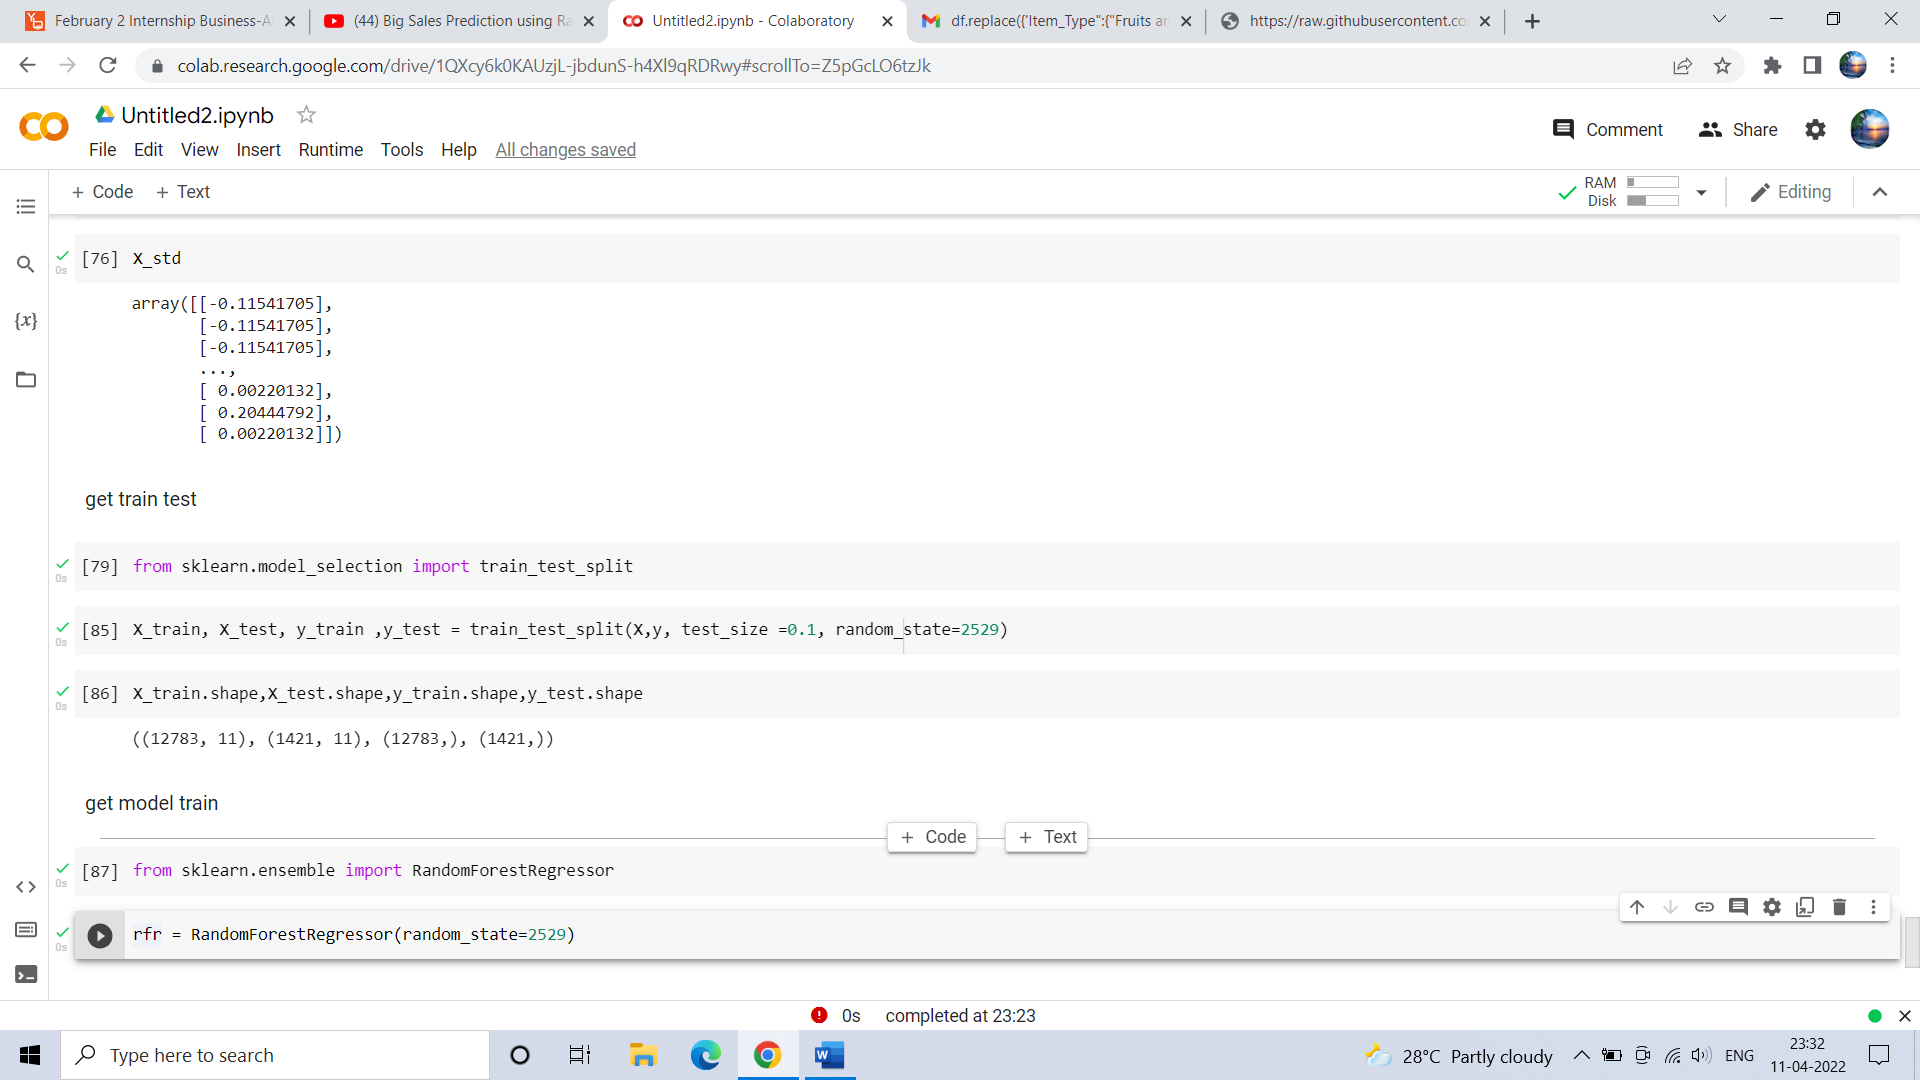 February 2 Internship Business-A
(44) Big Sales Prediction using Ra
Untitled2.ipynb - Colaboratory
df.replace({'Item_Type':{"Fruits an
https://raw.githubusercontent.co
colab.research.google.com/drive/1QXcy6k0KAUzjL-jbdunS-h4Xl9qRDRwy#scrollTo=Z5pGcLO6tzJk
Untitled2.ipynb
Comment
Share
File Edit View Insert Runtime Tools Help All changes saved
+ Code + Text
RAM
Disk
Editing
[76] X_std
0s
array([[-0.11541705],
[-0.11541705],
[-0.11541705],
...,
[ 0.00220132],
[ 0.20444792],
[ 0.00220132]])
get train test
[79] from sklearn.model_selection import train_test_split
0s
[85] X_train, X_test, y_train ,y_test = train_test_split(X,y, test_size =0.1, random_state=2529)
0s
[86] X_train.shape,X_test.shape,y_train.shape,y_test.shape
0s
((12783, 11), (1421, 11), (12783,), (1421,))
get model train
+ Code + Text
[87] from sklearn.ensemble import RandomForestRegressor
0s
rfr = RandomForestRegressor(random_state=2529)
0s
0s completed at 23:23
Type here to search
28°C Partly cloudy
ENG
23:32
11-04-2022